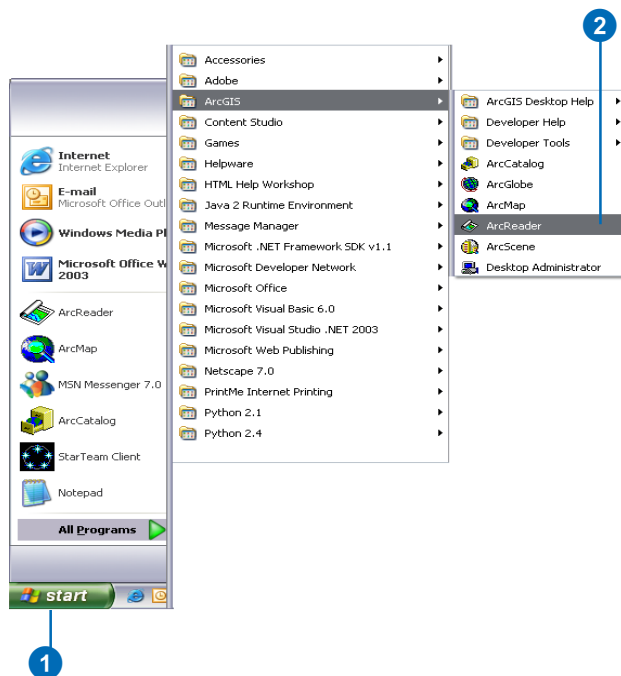 2
Accessories
Adobe
ArcGIS
Content Studio
Games
Helpware
HTML Help Workshop
Java 2 Runtime Environment
Message Manager
Microsoft .NET Framework SDK v1.1
Microsoft Developer Network
Microsoft Office
Microsoft Visual Basic 6.0
Microsoft Visual Studio .NET 2003
Microsoft Web Publishing
Netscape 7.0
PrintMe Internet Printing
Python 2.1
Python 2.4
ArcGIS Desktop Help
Developer Help
Developer Tools
ArcCatalog
ArcGlobe
ArcMap
ArcReader
ArcScene
Desktop Administrator
Internet
Internet Explorer
E-mail
Microsoft Office Outl
Windows Media Pl
Microsoft Office W
2003
ArcReader
ArcMap
MSN Messenger 7.0
ArcCatalog
StarTeam Client
Notepad
All Programs
start
1